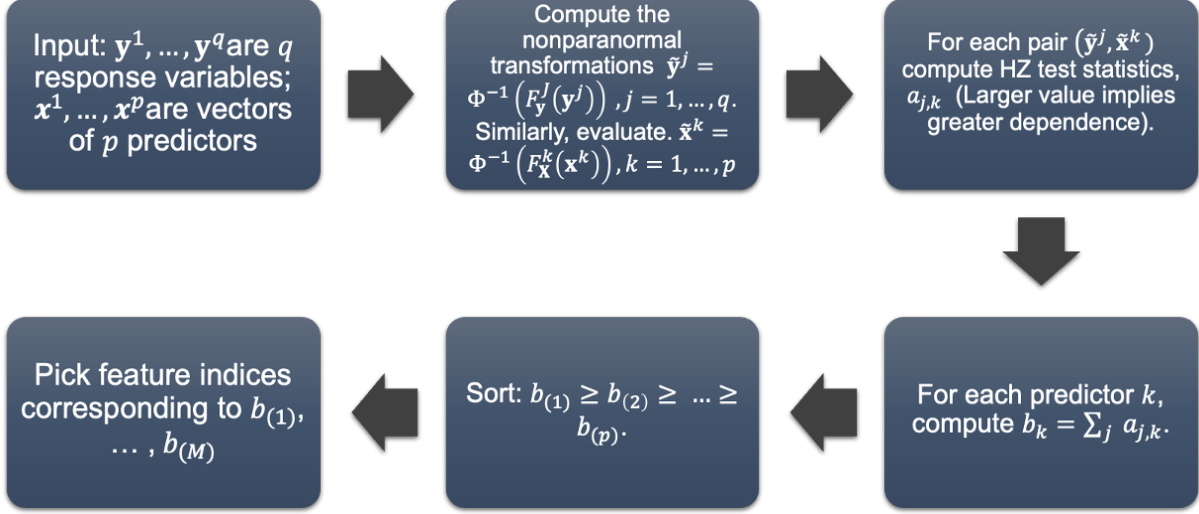 Input: 𝐲¹, …, 𝐲^q are q
response variables;
𝒙¹, …, 𝒙^p are vectors
of p predictors
Compute the
nonparanormal
transformations ỹ^j =
Φ⁻¹(F_𝐲^J(𝐲^j)), j = 1, …, q.
Similarly, evaluate. x̃^k =
Φ⁻¹(F_𝐗^k(𝐱^k)), k = 1, …, p
For each pair (ỹ^j, x̃^k)
compute HZ test statistics,
a_{j,k} (Larger value implies
greater dependence).
For each predictor k,
compute b_k = ∑_j a_{j,k}.
Sort: b_(1) ≥ b_(2) ≥ … ≥
b_(p).
Pick feature indices
corresponding to b_(1),
… , b_(M)